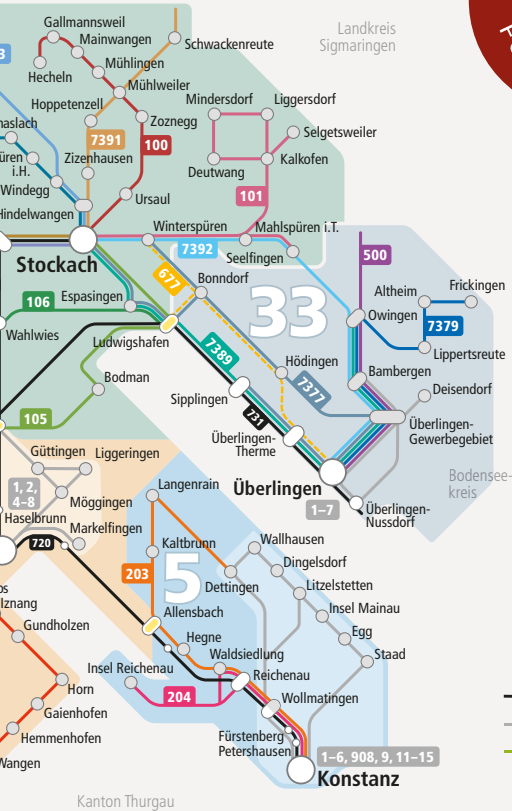 Gallmannsweil
Mainwangen
Schwackenreute
Landkreis
Sigmaringen
Hecheln
Mühlingen
Mühlweiler
Hoppetenzell
Mindersdorf
Liggersdorf
Zoznegg
Selgetsweiler
7391
100
Zizenhausen
i.H.
Deutwang
Kalkofen
Windegg
Ursaul
101
Hindelwangen
Winterspüren
Mahlspüren i.T.
7392
Seelfingen
500
Stockach
677
Bonndorf
33
Altheim
Frickingen
106
Espasingen
Owingen
7379
Wahlwies
Ludwigshafen
7389
Lippertsreute
Hödingen
Bambergen
Bodman
7377
Deisendorf
Sipplingen
731
105
Überlingen-
Therme
Überlingen-
Gewerbegebiet
Güttingen
Liggeringen
Langenrain
Überlingen
Bodensee-
kreis
1, 2,
4–8
Möggingen
1–7
Überlingen-
Nussdorf
Haselbrunn
Markelfingen
720
Kaltbrunn
Wallhausen
203
5
Dettingen
Dingelsdorf
Litzelstetten
Gundholzen
Allensbach
Insel Mainau
Hegne
Egg
Waldsiedlung
Staad
Insel Reichenau
Reichenau
Horn
204
Wollmatingen
Gaienhofen
Hemmenhofen
Fürstenberg
Petershausen
1–6, 908, 9, 11–15
Konstanz
Kanton Thurgau